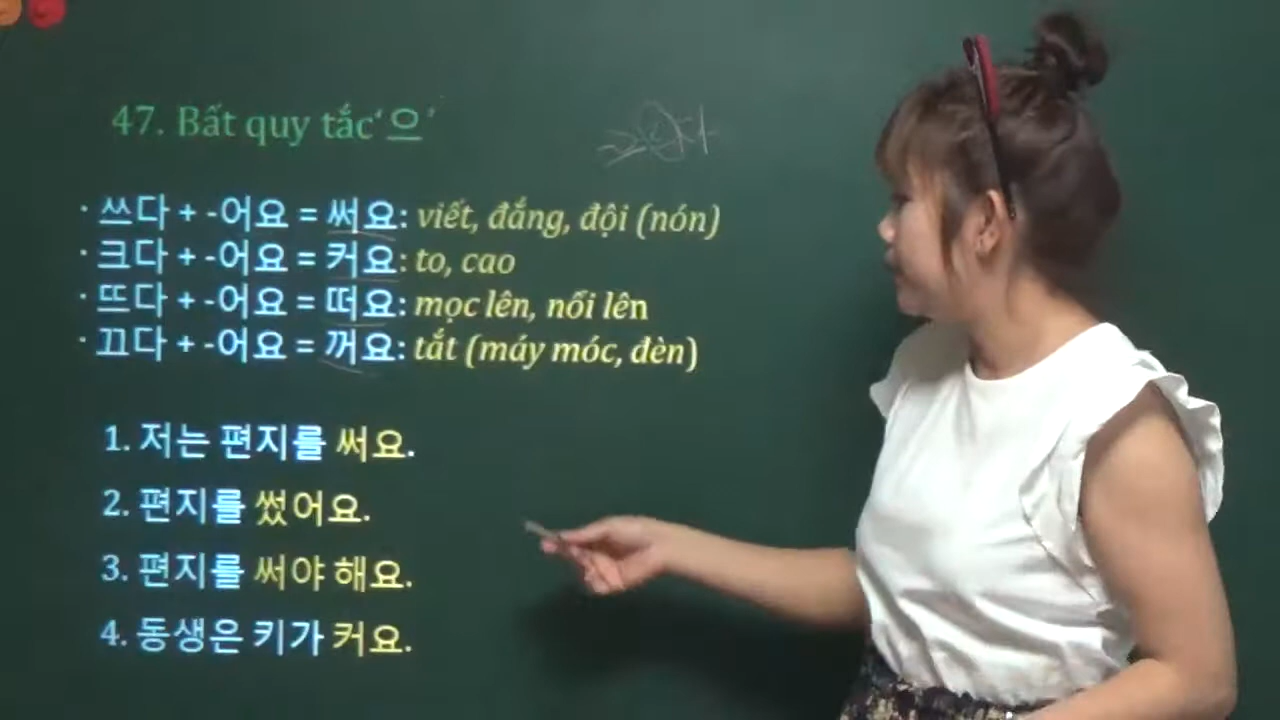 47. Bất quy tắc '으'
· 쓰다 + -어요 = 써요: viết, đắng, đội (nón)
· 크다 + -어요 = 커요: to, cao
· 뜨다 + -어요 = 떠요: mọc lên, nổi lên
· 끄다 + -어요 = 꺼요: tắt (máy móc, đèn)
1. 저는 편지를 써요.
2. 편지를 썼어요.
3. 편지를 써야 해요.
4. 동생은 키가 커요.